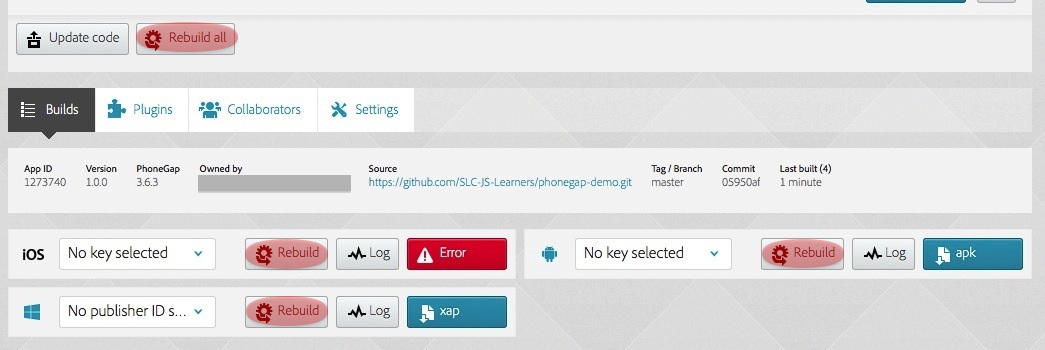 Update code Rebuild all
Builds Plugins Collaborators Settings
App ID Version PhoneGap Owned by Source Tag / Branch Commit Last built (4)
1273740 1.0.0 3.6.3 https://github.com/SLC-JS-Learners/phonegap-demo.git master 05950af 1 minute
iOS No key selected Rebuild Log Error No key selected Rebuild Log apk
No publisher ID s... Rebuild Log xap